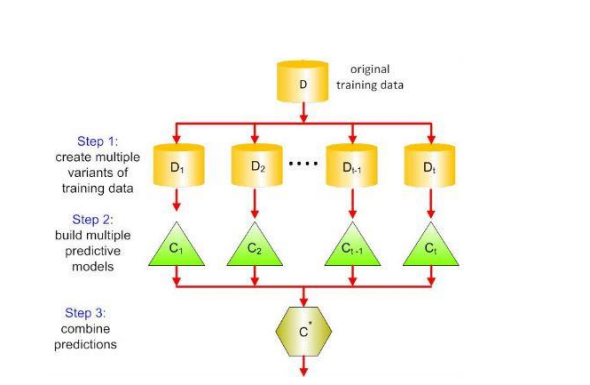 original
D
training data
Step 1:
create multiple
variants of
training data
D1
D2
....
Dt-1
Dt
Step 2:
build multiple
predictive
models
C1
C2
Ct-1
Ct
Step 3:
combine
predictions
C*